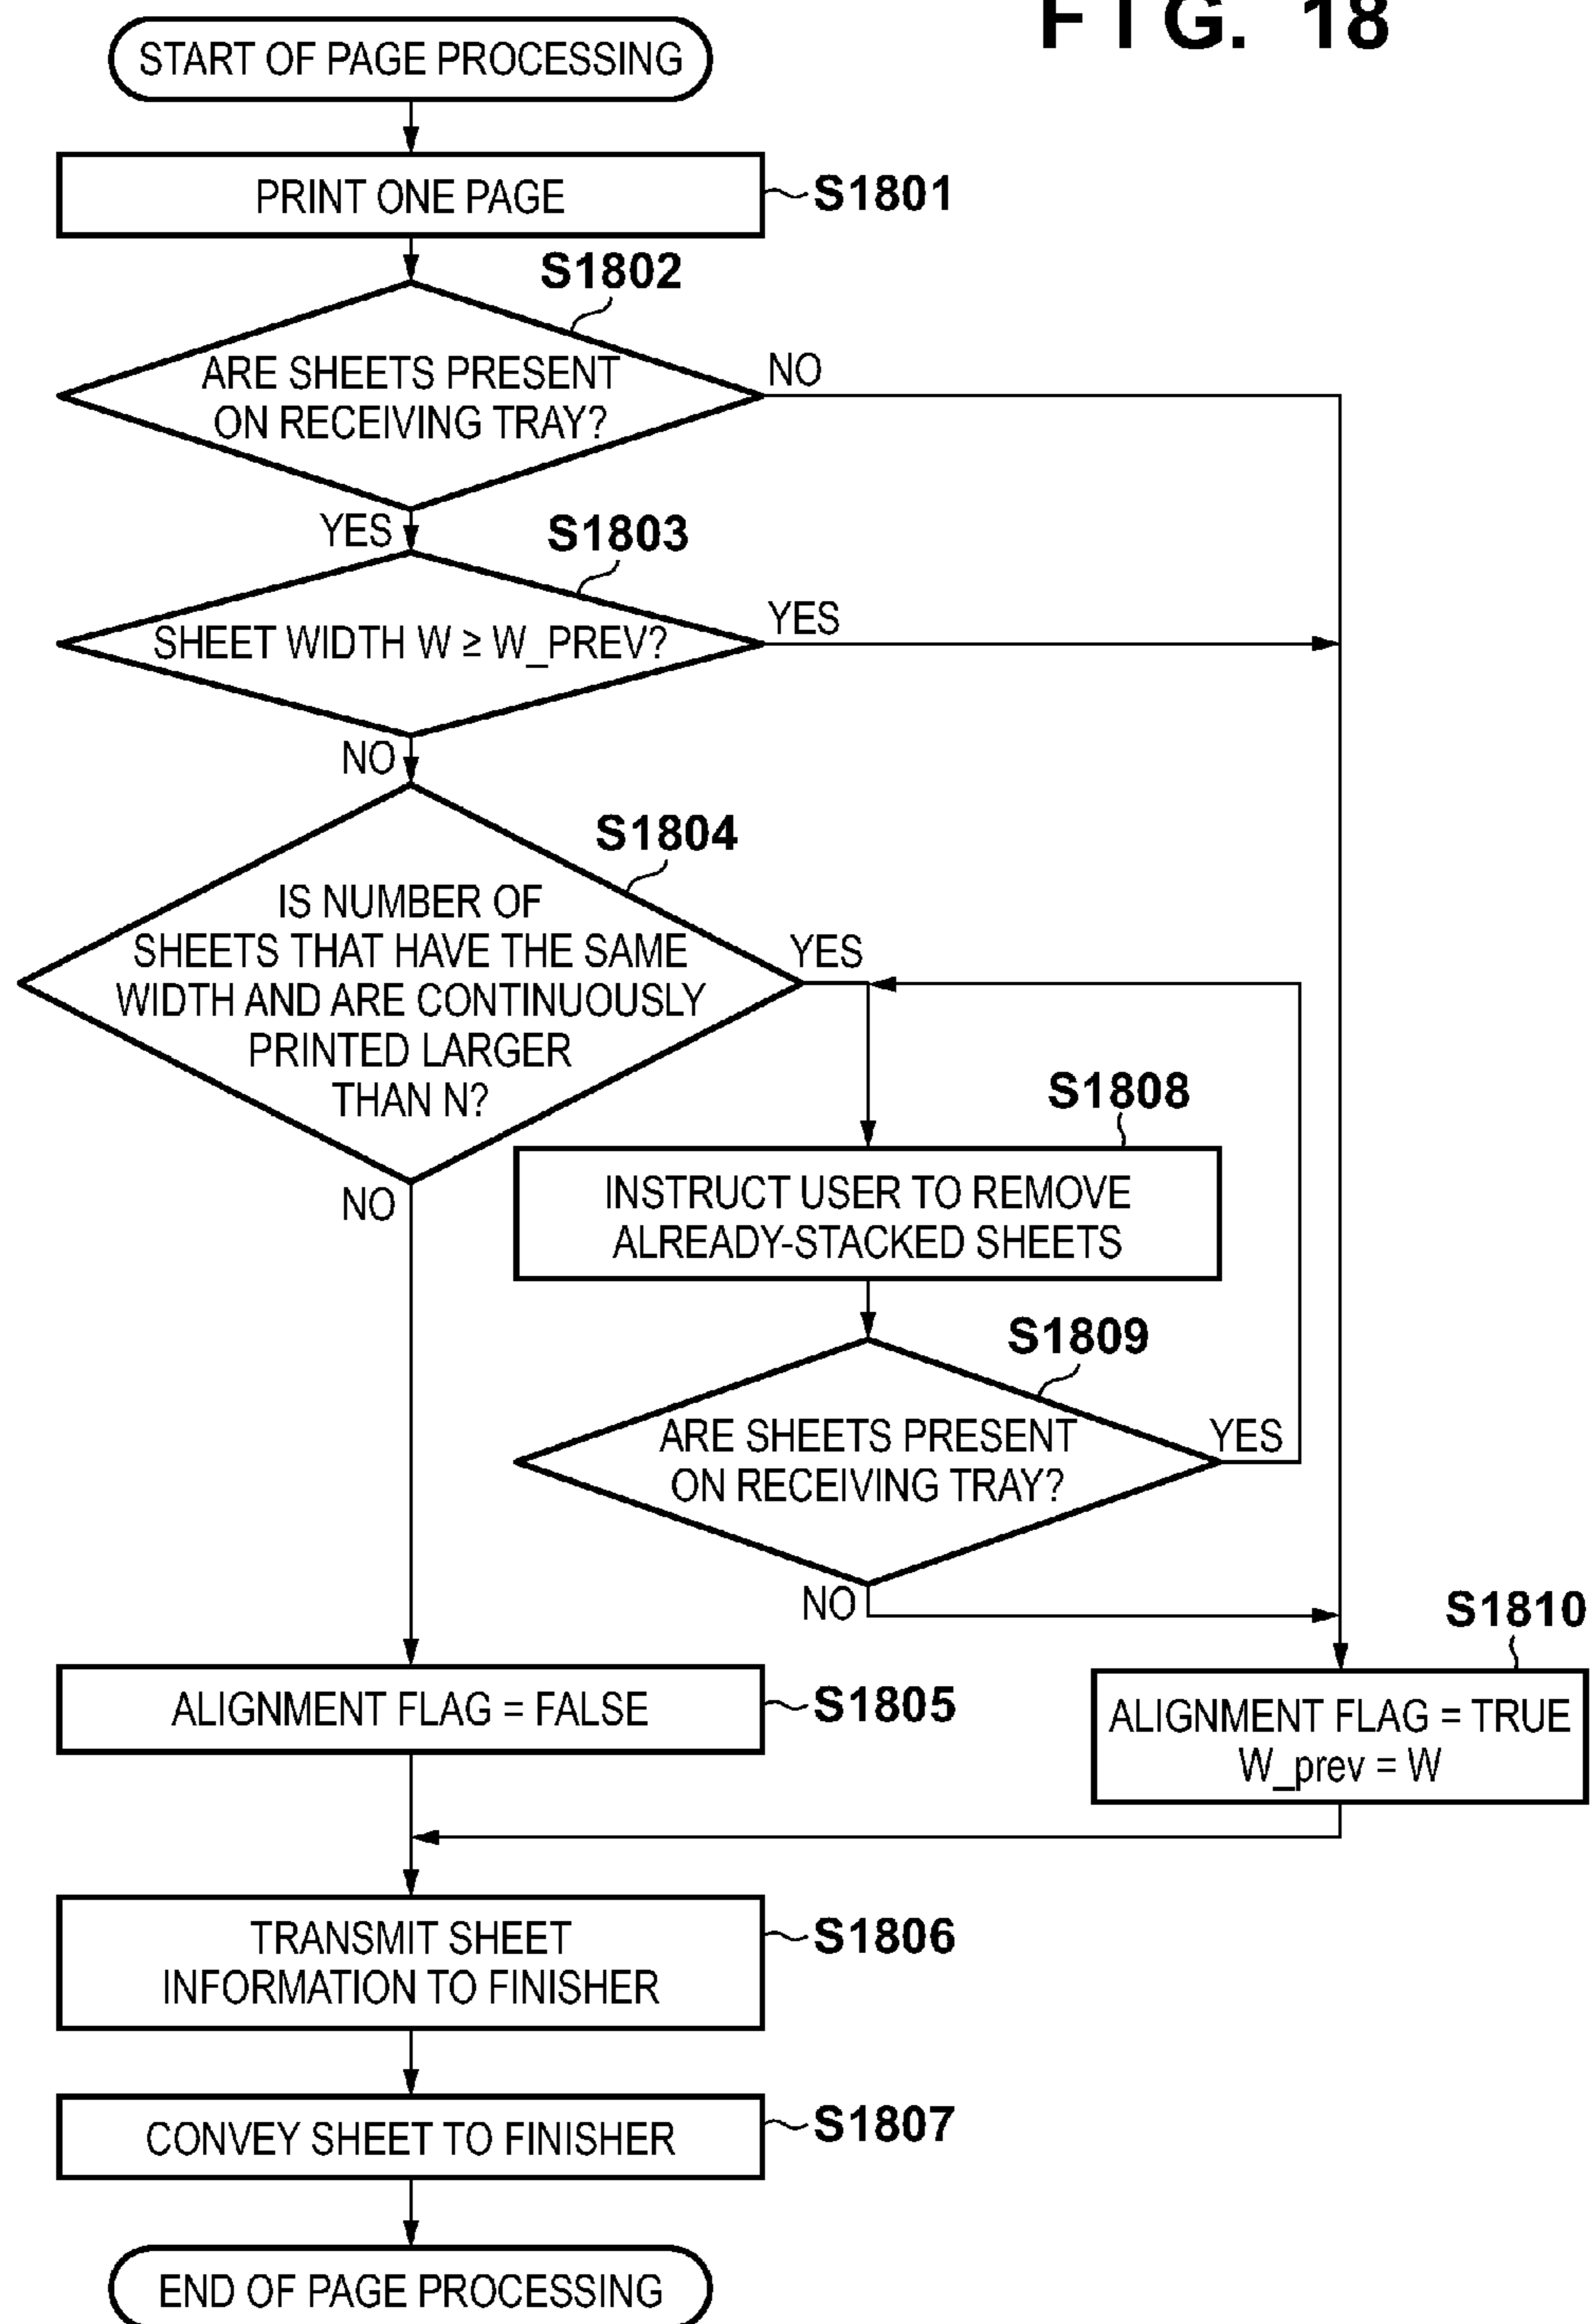 FIG. 18
START OF PAGE PROCESSING
PRINT ONE PAGE
S1801
S1802
ARE SHEETS PRESENT
ON RECEIVING TRAY?
NO
YES
S1803
SHEET WIDTH W ≥ W_PREV?
YES
NO
S1804
IS NUMBER OF
SHEETS THAT HAVE THE SAME
WIDTH AND ARE CONTINUOUSLY
PRINTED LARGER
THAN N?
YES
NO
S1808
INSTRUCT USER TO REMOVE
ALREADY-STACKED SHEETS
S1809
ARE SHEETS PRESENT
ON RECEIVING TRAY?
YES
NO
S1810
ALIGNMENT FLAG = TRUE
W_prev = W
ALIGNMENT FLAG = FALSE
S1805
TRANSMIT SHEET
INFORMATION TO FINISHER
S1806
CONVEY SHEET TO FINISHER
S1807
END OF PAGE PROCESSING